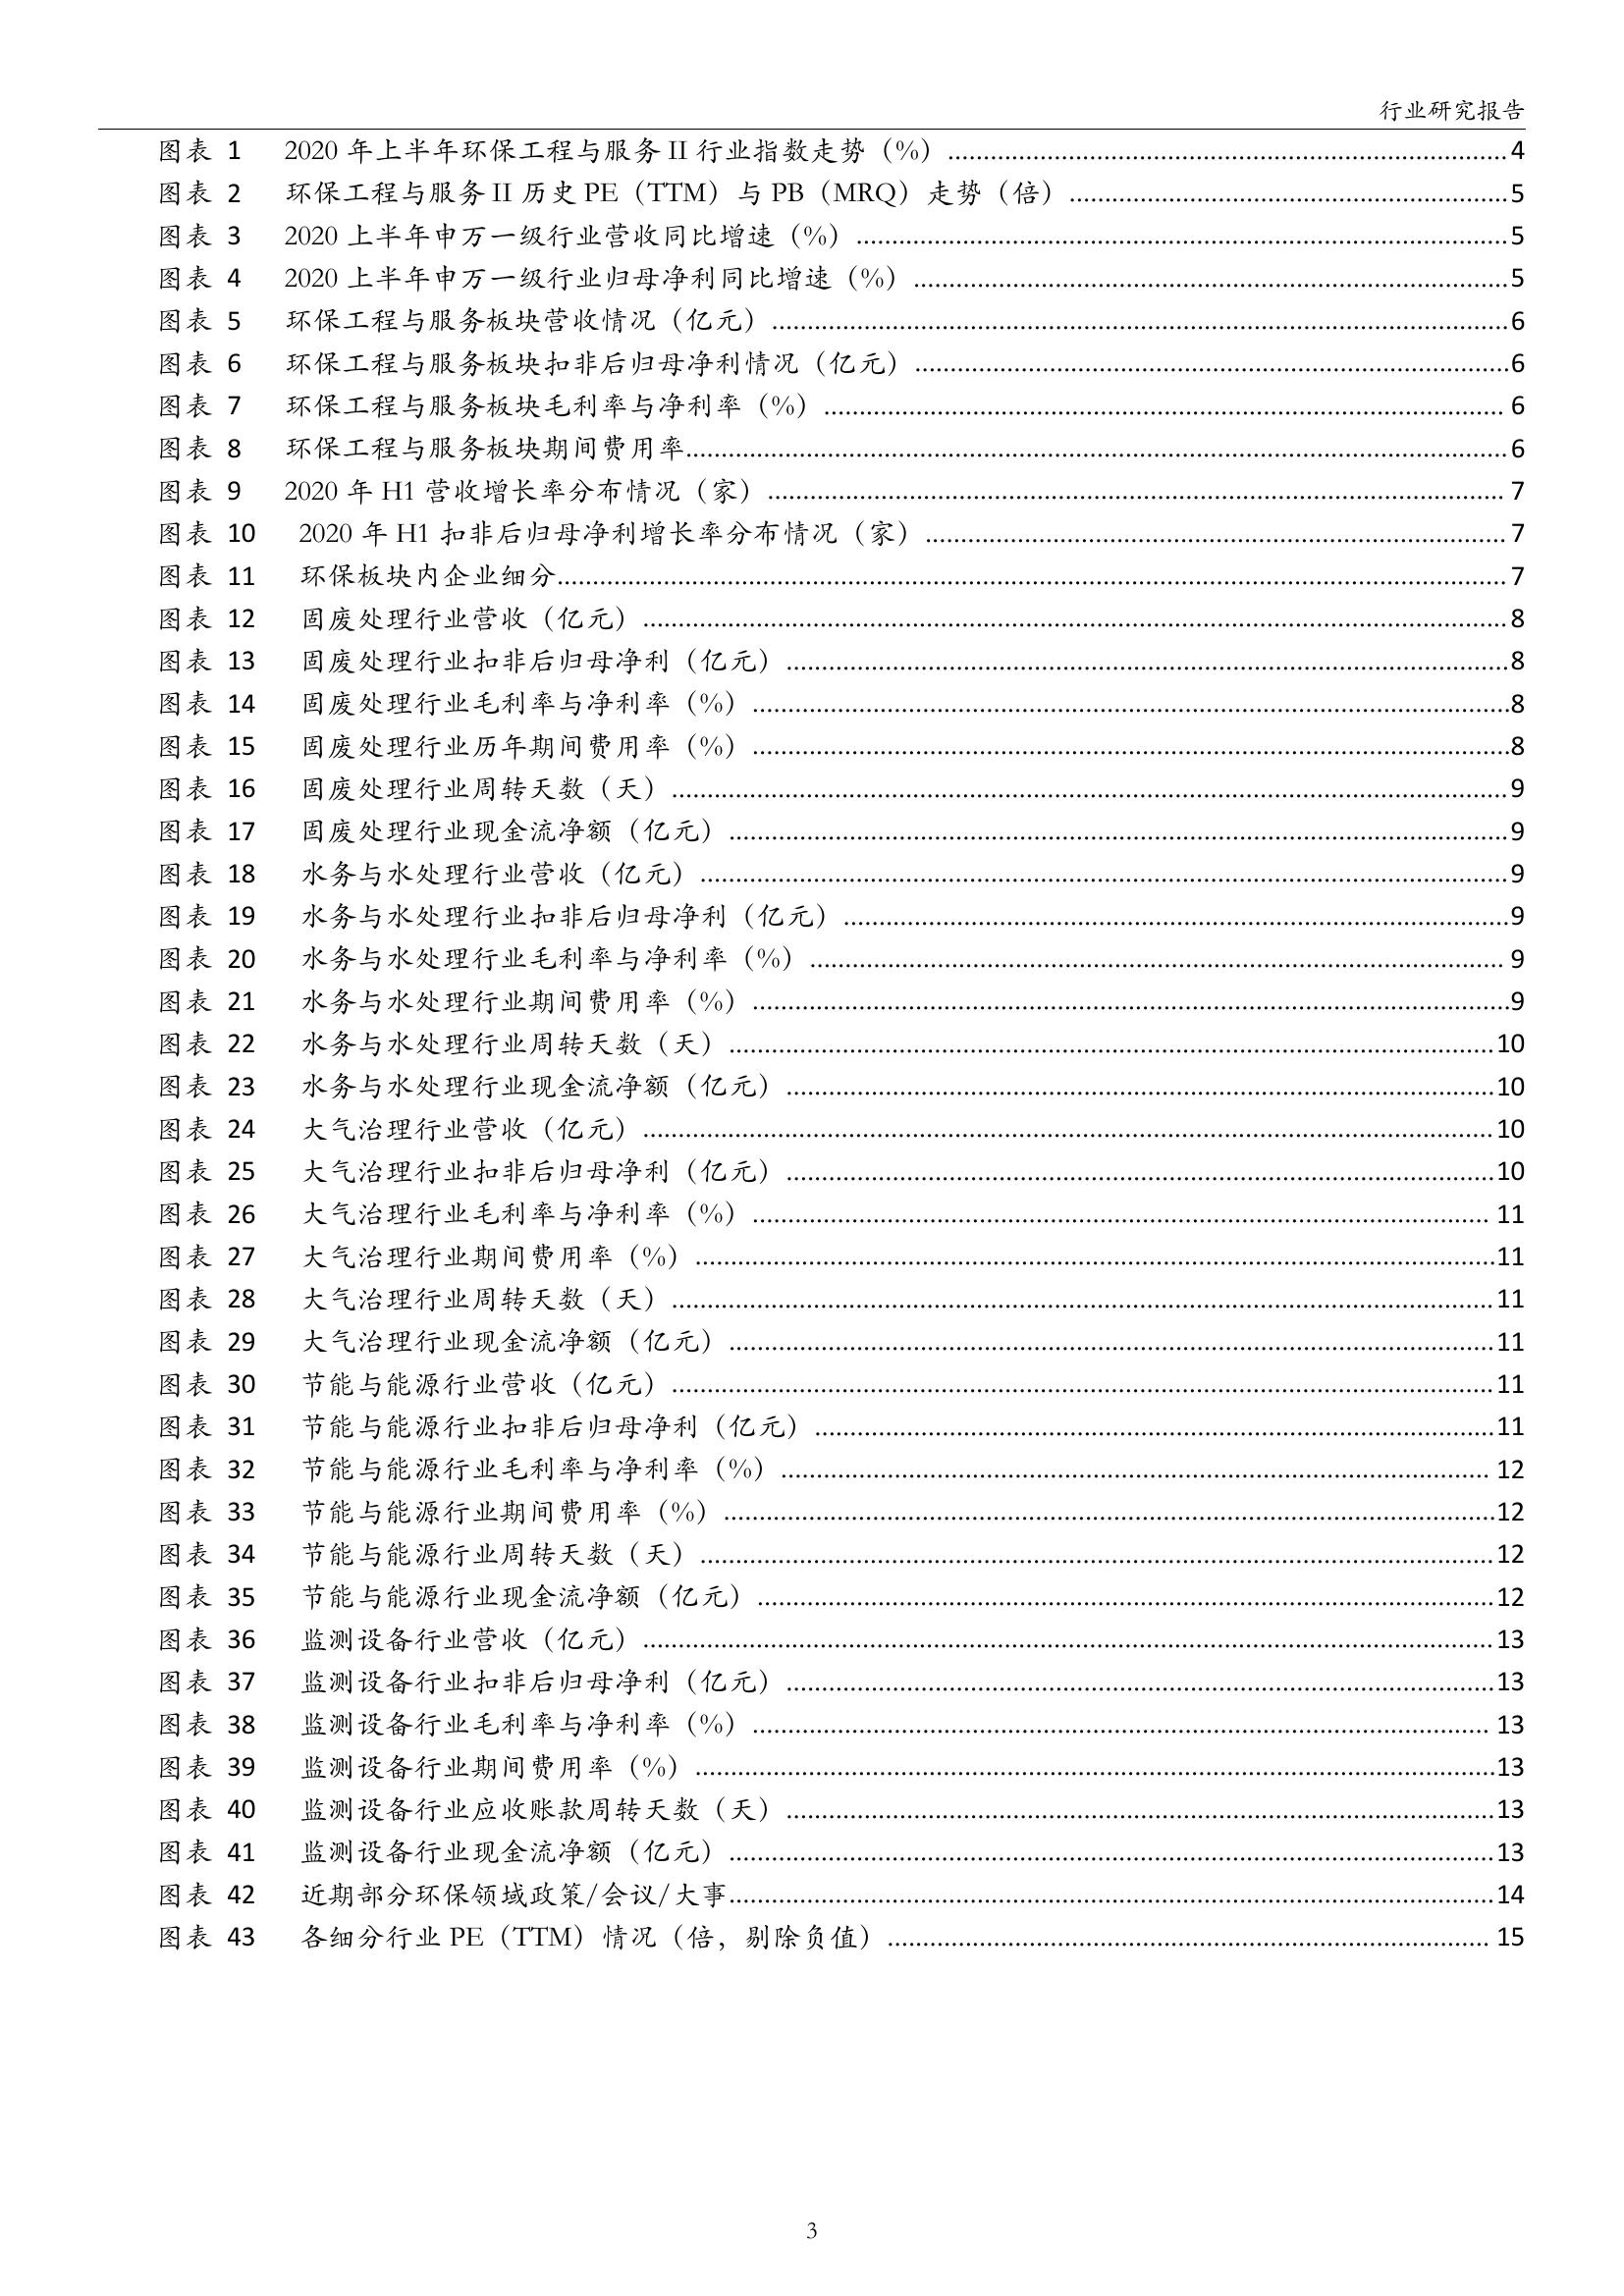 行业研究报告
图表 1 2020 年上半年环保工程与服务 II 行业指数走势（%）........4
图表 2 环保工程与服务 II 历史 PE（TTM）与 PB（MRQ）走势（倍）........5
图表 3 2020 上半年申万一级行业营收同比增速（%）........5
图表 4 2020 上半年申万一级行业归母净利同比增速（%）........5
图表 5 环保工程与服务板块营收情况（亿元）........6
图表 6 环保工程与服务板块扣非后归母净利情况（亿元）........6
图表 7 环保工程与服务板块毛利率与净利率（%）........6
图表 8 环保工程与服务板块期间费用率........6
图表 9 2020 年 H1 营收增长率分布情况（家）........7
图表 10 2020 年 H1 扣非后归母净利增长率分布情况（家）........7
图表 11 环保板块内企业细分........7
图表 12 固废处理行业营收（亿元）........8
图表 13 固废处理行业扣非后归母净利（亿元）........8
图表 14 固废处理行业毛利率与净利率（%）........8
图表 15 固废处理行业历年期间费用率（%）........8
图表 16 固废处理行业周转天数（天）........9
图表 17 固废处理行业现金流净额（亿元）........9
图表 18 水务与水处理行业营收（亿元）........9
图表 19 水务与水处理行业扣非后归母净利（亿元）........9
图表 20 水务与水处理行业毛利率与净利率（%）........9
图表 21 水务与水处理行业期间费用率（%）........9
图表 22 水务与水处理行业周转天数（天）........10
图表 23 水务与水处理行业现金流净额（亿元）........10
图表 24 大气治理行业营收（亿元）........10
图表 25 大气治理行业扣非后归母净利（亿元）........10
图表 26 大气治理行业毛利率与净利率（%）........11
图表 27 大气治理行业期间费用率（%）........11
图表 28 大气治理行业周转天数（天）........11
图表 29 大气治理行业现金流净额（亿元）........11
图表 30 节能与能源行业营收（亿元）........11
图表 31 节能与能源行业扣非后归母净利（亿元）........11
图表 32 节能与能源行业毛利率与净利率（%）........12
图表 33 节能与能源行业期间费用率（%）........12
图表 34 节能与能源行业周转天数（天）........12
图表 35 节能与能源行业现金流净额（亿元）........12
图表 36 监测设备行业营收（亿元）........13
图表 37 监测设备行业扣非后归母净利（亿元）........13
图表 38 监测设备行业毛利率与净利率（%）........13
图表 39 监测设备行业期间费用率（%）........13
图表 40 监测设备行业应收账款周转天数（天）........13
图表 41 监测设备行业现金流净额（亿元）........13
图表 42 近期部分环保领域政策/会议/大事........14
图表 43 各细分行业 PE（TTM）情况（倍，剔除负值）........15
3